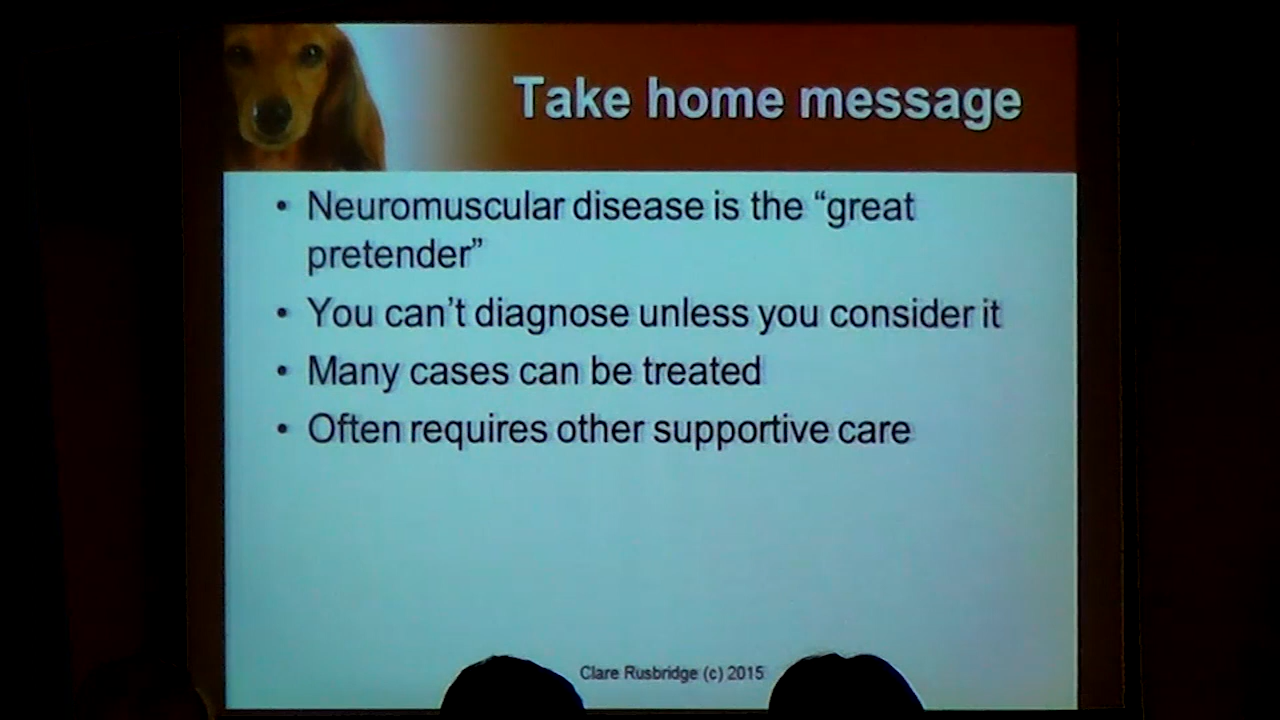 Take home message
• Neuromuscular disease is the “great
pretender”
• You can’t diagnose unless you consider it
• Many cases can be treated
• Often requires other supportive care
Clare Rusbridge (c) 2015